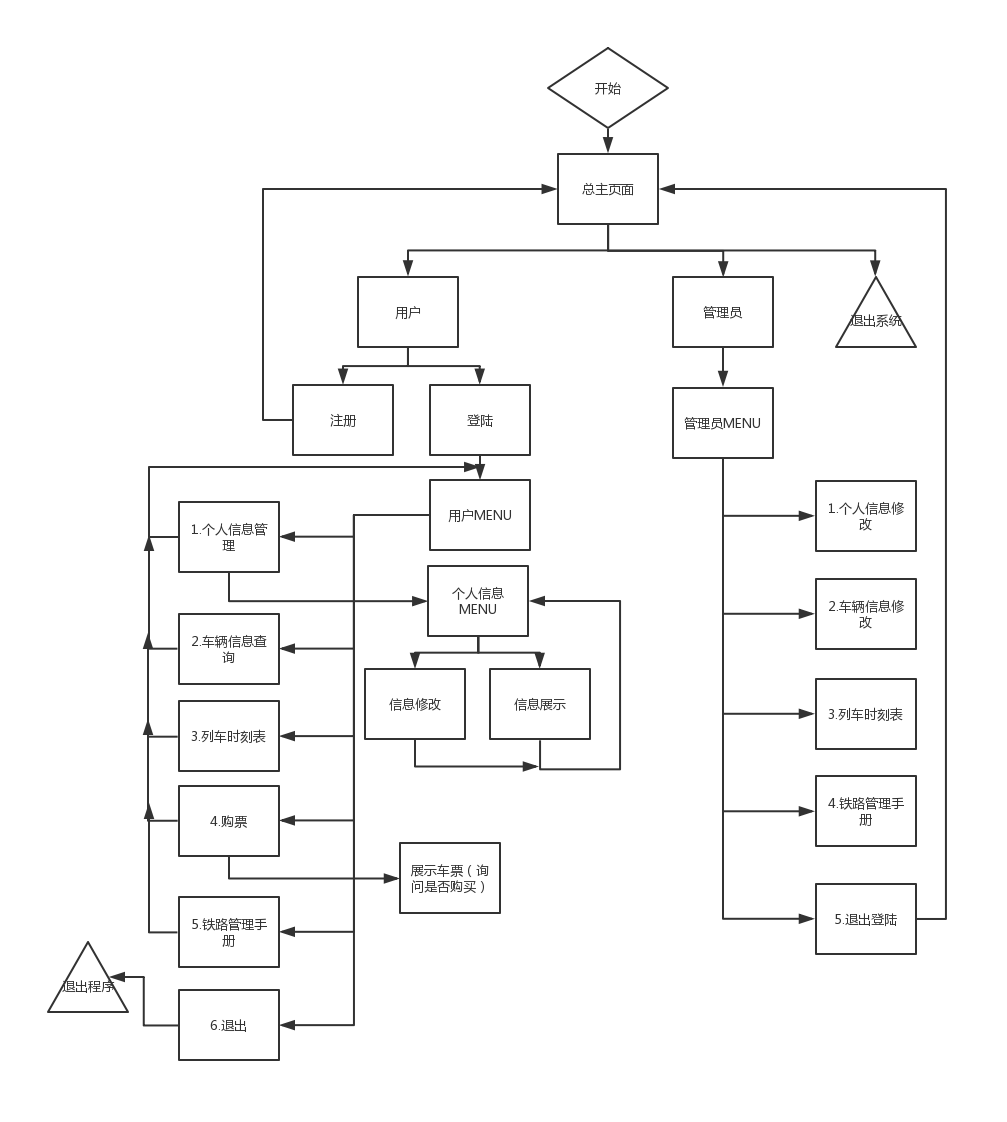 开始
总主页面
用户
管理员
退出系统
注册
登陆
管理员MENU
用户MENU
1.个人信息管
理
1.个人信息修
改
个人信息
MENU
2.车辆信息查
询
2.车辆信息修
改
信息修改
信息展示
3.列车时刻表
3.列车时刻表
4.购票
4.铁路管理手
册
展示车票（询
问是否购买）
5.铁路管理手
册
5.退出登陆
退出程序
6.退出